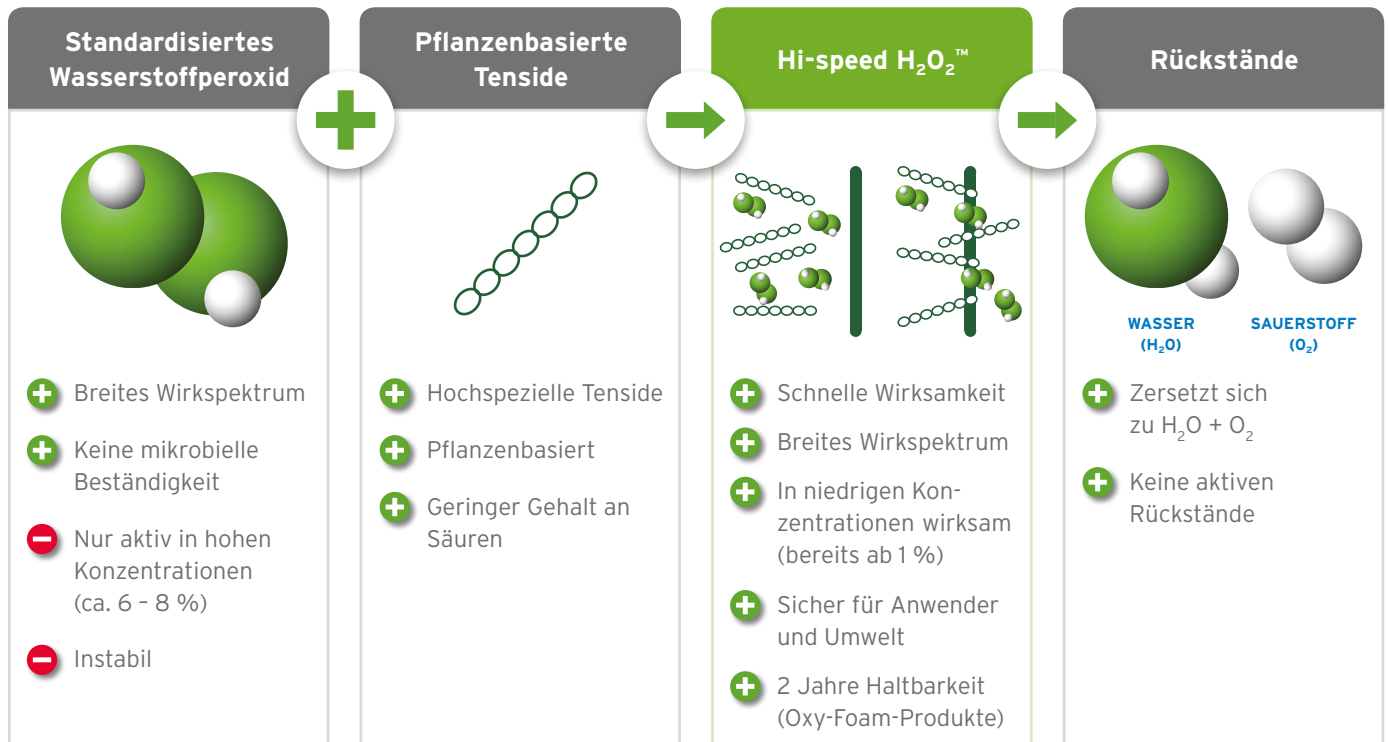 Standardisiertes
Wasserstoffperoxid
Breites Wirkspektrum
Keine mikrobielle
Beständigkeit
Nur aktiv in hohen
Konzentrationen
(ca. 6 – 8 %)
Instabil
Pflanzenbasierte
Tenside
Hochspezielle Tenside
Pflanzenbasiert
Geringer Gehalt an
Säuren
Hi-speed H₂O₂™
Schnelle Wirksamkeit
Breites Wirkspektrum
In niedrigen Kon-
zentrationen wirksam
(bereits ab 1 %)
Sicher für Anwender
und Umwelt
2 Jahre Haltbarkeit
(Oxy-Foam-Produkte)
Rückstände
WASSER
(H₂O)
SAUERSTOFF
(O₂)
Zersetzt sich
zu H₂O + O₂
Keine aktiven
Rückstände